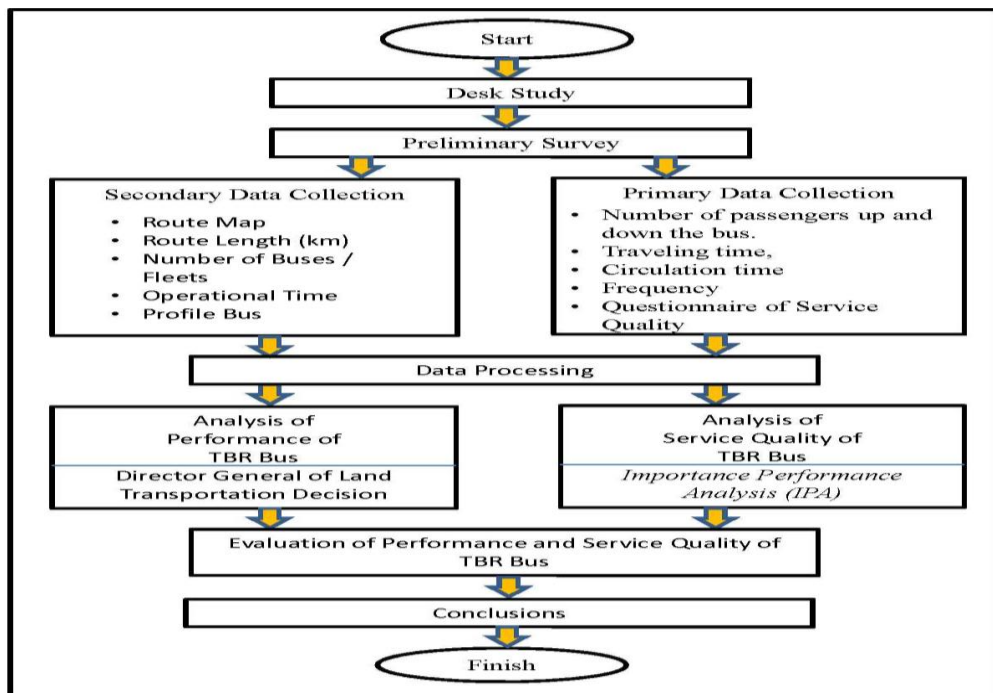 Start
Desk Study
Preliminary Survey
Secondary Data Collection
• Route Map
• Route Length (km)
• Number of Buses /
Fleets
• Operational Time
• Profile Bus
Primary Data Collection
• Number of passengers up and
down the bus.
• Traveling time,
• Circulation time
• Frequency
• Questionnaire of Service
Quality
Data Processing
Analysis of
Performance of
TBR Bus
Director General of Land
Transportation Decision
Analysis of
Service Quality of
TBR Bus
Importance Performance
Analysis (IPA)
Evaluation of Performance and Service Quality of
TBR Bus
Conclusions
Finish